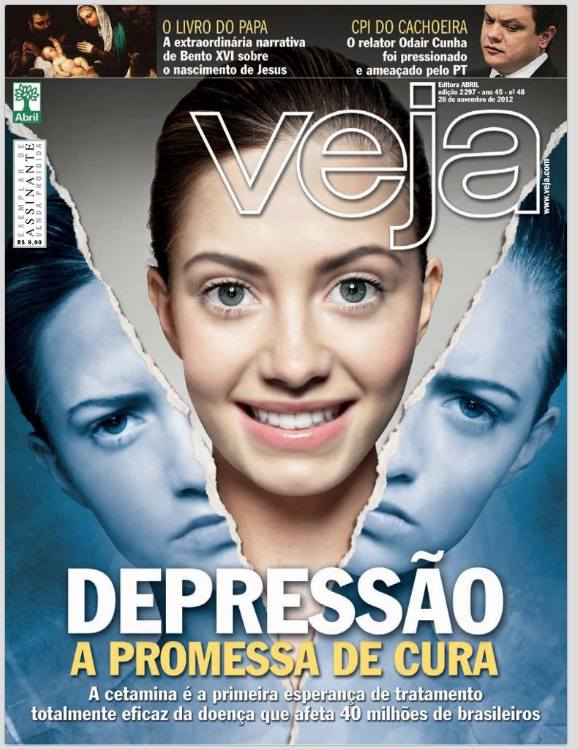 O LIVRO DO PAPA
A extraordinária narrativa
de Bento XVI sobre
o nascimento de Jesus
CPI DO CACHOEIRA
O relator Odair Cunha
foi pressionado
e ameaçado pelo PT
Abril
Editora ABRIL
edição 2297 - ano 45 - nº 48
28 de novembro de 2012
veja
www.veja.com
EXEMPLAR DE
ASSINANTE
VENDA PROIBIDA
R$ 9,90
DEPRESSÃO
A PROMESSA DE CURA
A cetamina é a primeira esperança de tratamento
totalmente eficaz da doença que afeta 40 milhões de brasileiros